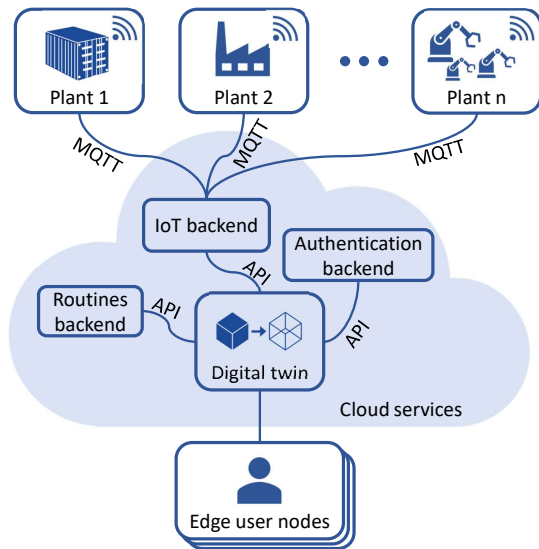 Plant 1
Plant 2
Plant n
MQTT
MQTT
MQTT
IoT backend
Authentication
backend
API
Routines
backend
API
API
Digital twin
Cloud services
Edge user nodes